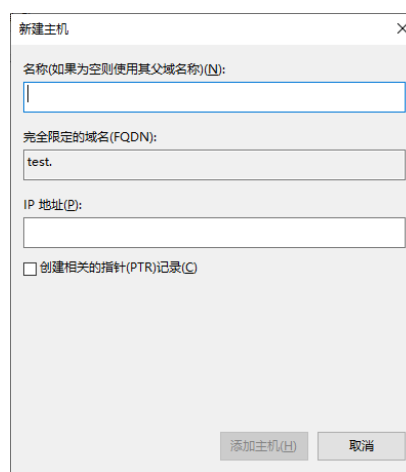 新建主机
名称(如果为空则使用其父域名称)(N):
完全限定的域名(FQDN):
test.
IP 地址(P):
创建相关的指针(PTR)记录(C)
添加主机(H)
取消